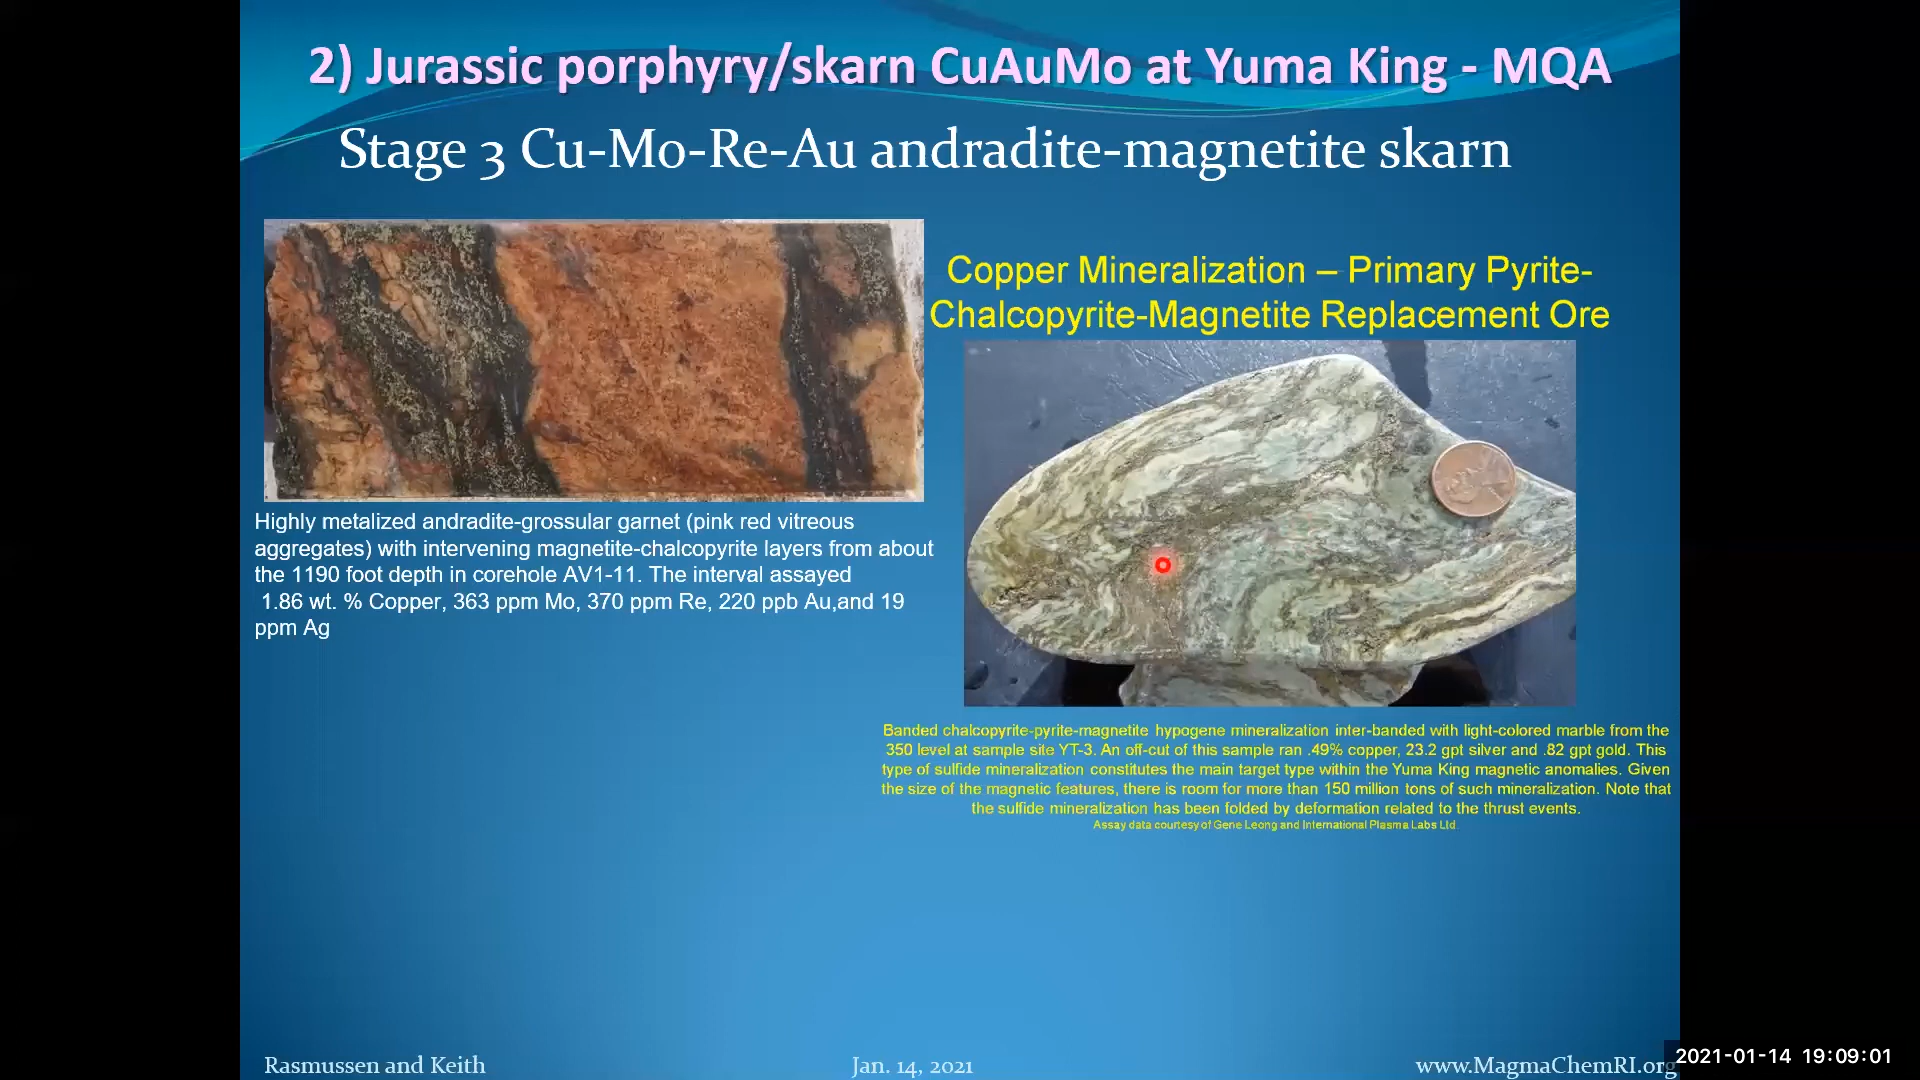 2) Jurassic porphyry/skarn CuAuMo at Yuma King - MQA
Stage 3 Cu-Mo-Re-Au andradite-magnetite skarn
Copper Mineralization – Primary Pyrite-
Chalcopyrite-Magnetite Replacement Ore
Highly metalized andradite-grossular garnet (pink red vitreous
aggregates) with intervening magnetite-chalcopyrite layers from about
the 1190 foot depth in corehole AV1-11. The interval assayed
1.86 wt. % Copper, 363 ppm Mo, 370 ppm Re, 220 ppb Au,and 19
ppm Ag
Banded chalcopyrite-pyrite-magnetite hypogene mineralization inter-banded with light-colored marble from the
350 level at sample site YT-3. An off-cut of this sample ran .49% copper, 23.2 gpt silver and .82 gpt gold. This
type of sulfide mineralization constitutes the main target type within the Yuma King magnetic anomalies. Given
the size of the magnetic features, there is room for more than 150 million tons of such mineralization. Note that
the sulfide mineralization has been folded by deformation related to the thrust events.
Assay data courtesy of Gene Leong and International Plasma Labs Ltd.
Rasmussen and Keith
Jan. 14, 2021
www.MagmaChemRI.org
2021-01-14 19:09:01